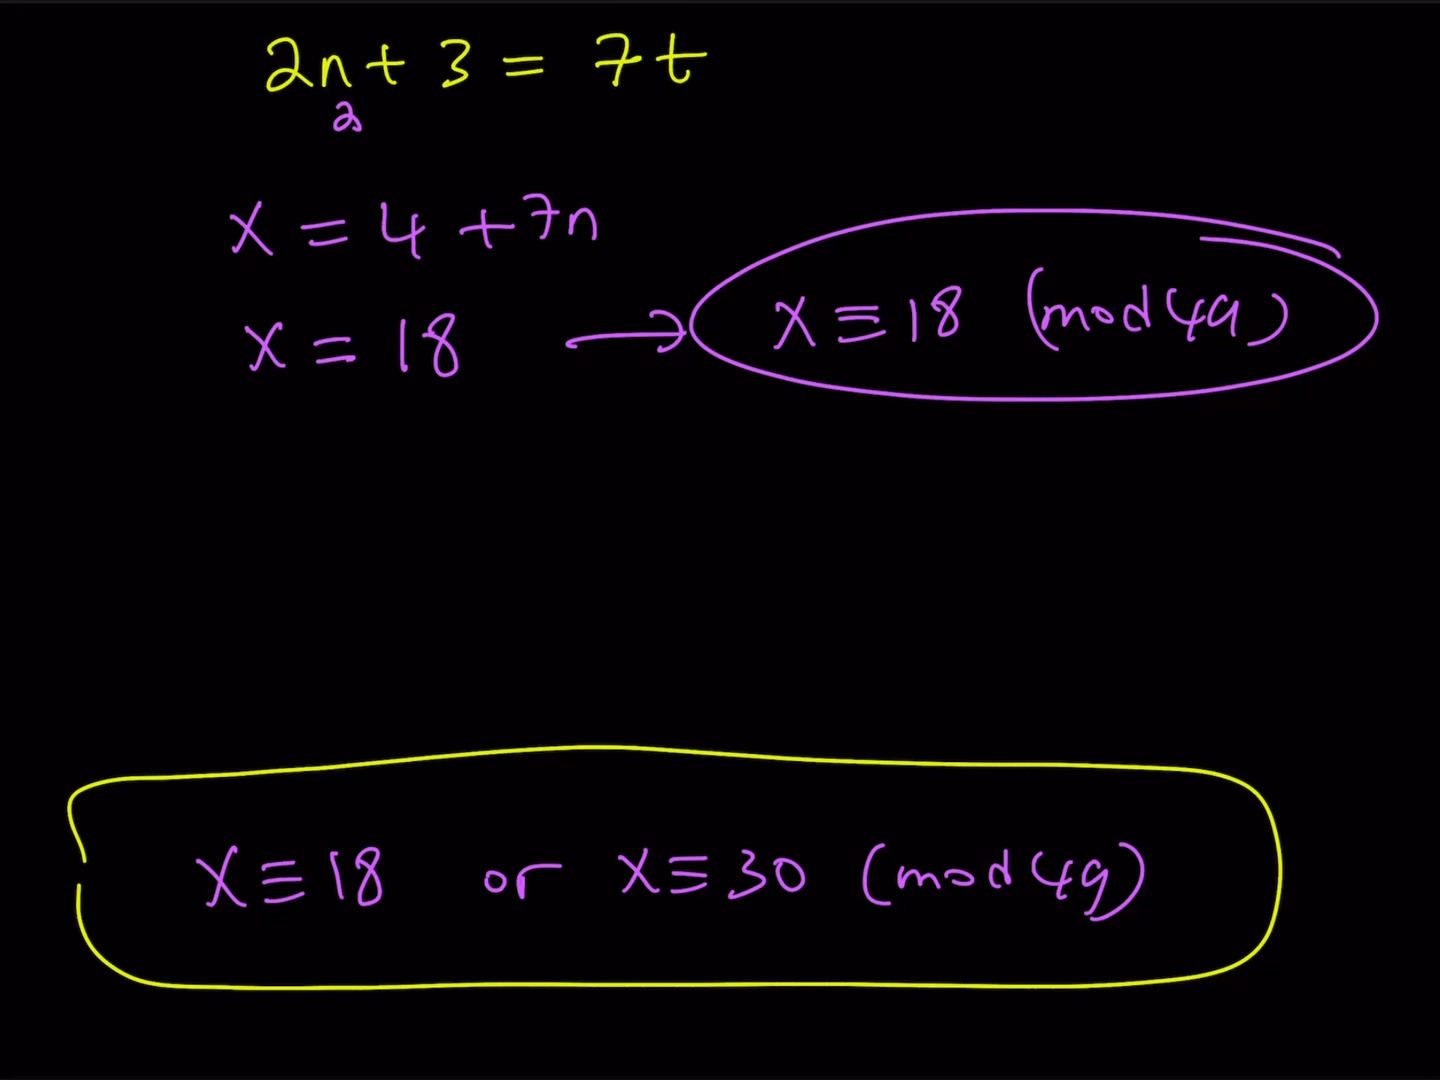 2n + 3 = 7t
2
x = 4 + 7n
x = 18 → x ≡ 18 (mod 49)
x ≡ 18 or x ≡ 30 (mod 49)